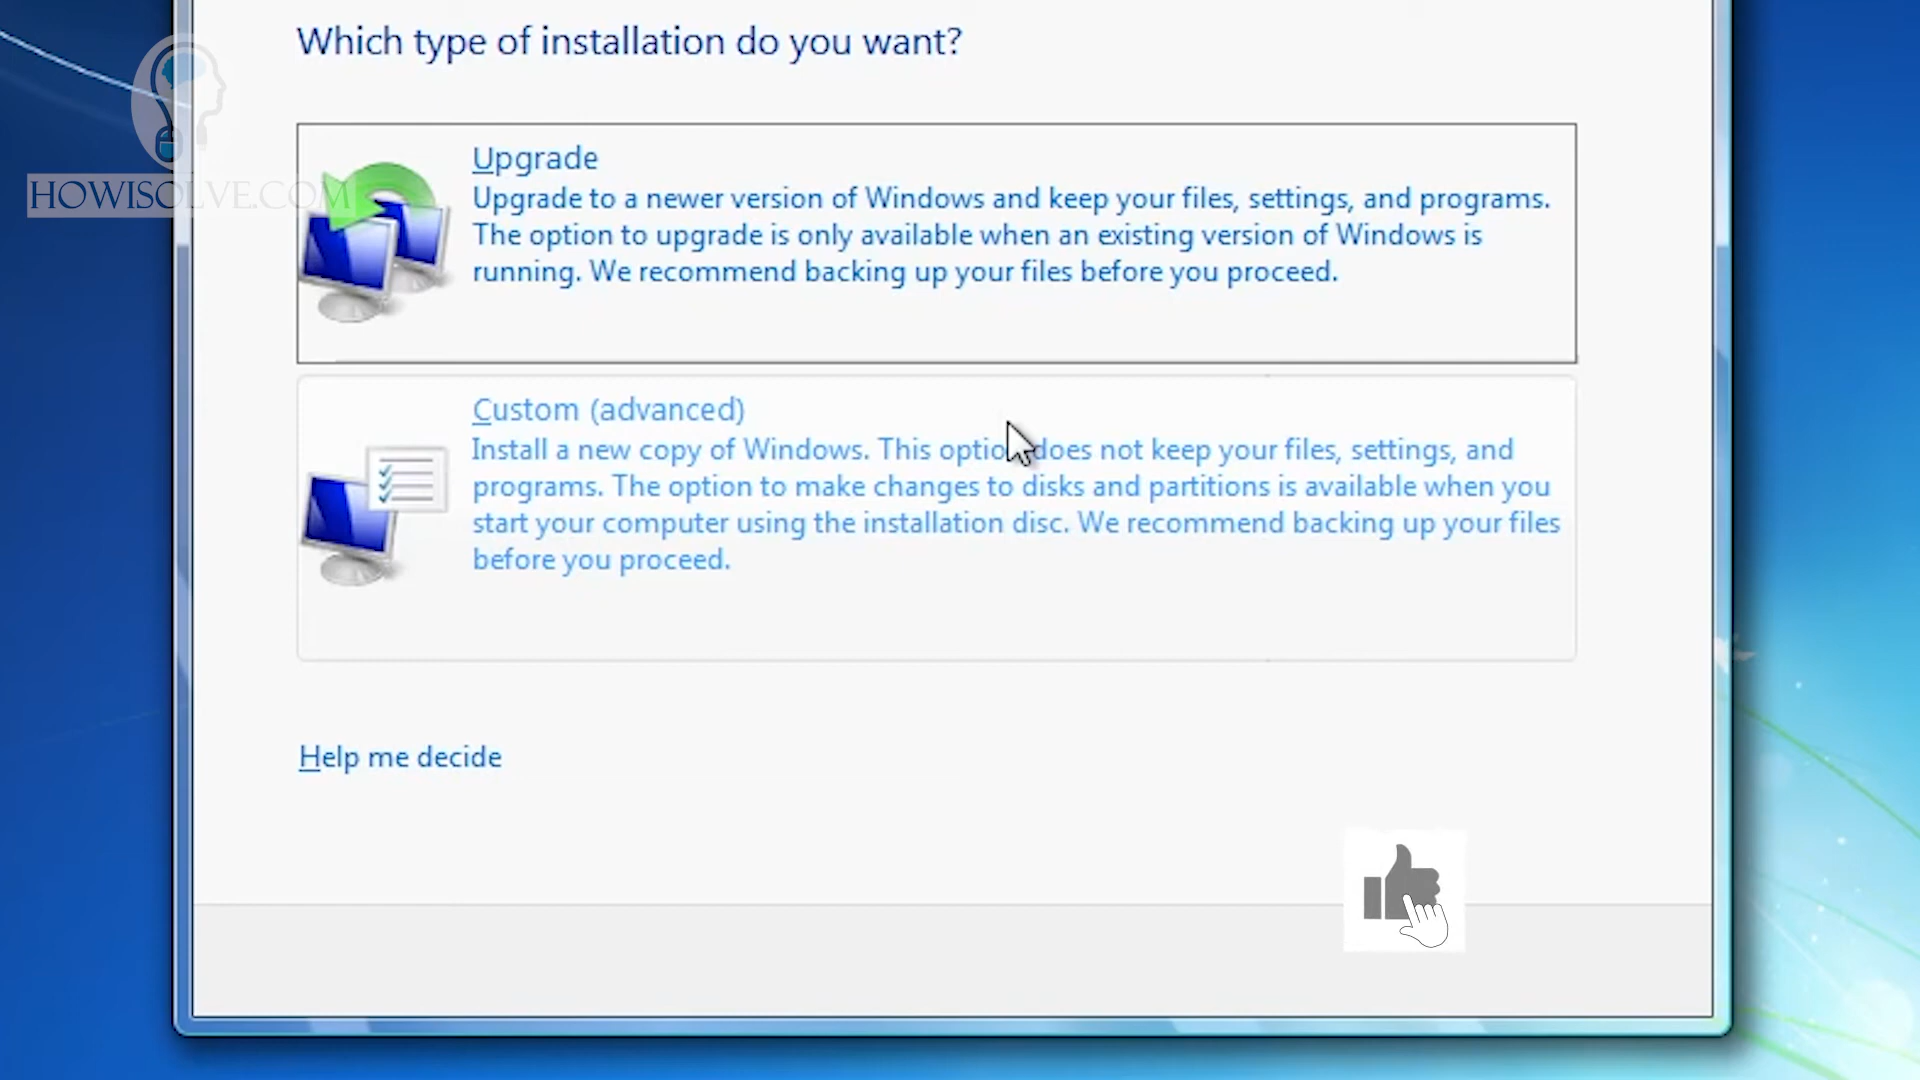 Which type of installation do you want?
HOWISOLVE.COM
Upgrade
Upgrade to a newer version of Windows and keep your files, settings, and programs.
The option to upgrade is only available when an existing version of Windows is
running. We recommend backing up your files before you proceed.
Custom (advanced)
Install a new copy of Windows. This option does not keep your files, settings, and
programs. The option to make changes to disks and partitions is available when you
start your computer using the installation disc. We recommend backing up your files
before you proceed.
Help me decide